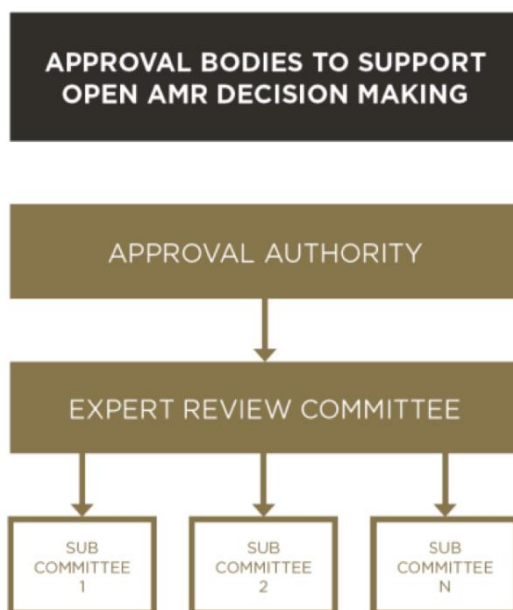 APPROVAL BODIES TO SUPPORT
OPEN AMR DECISION MAKING
APPROVAL AUTHORITY
EXPERT REVIEW COMMITTEE
SUB
COMMITTEE
1
SUB
COMMITTEE
2
SUB
COMMITTEE
N